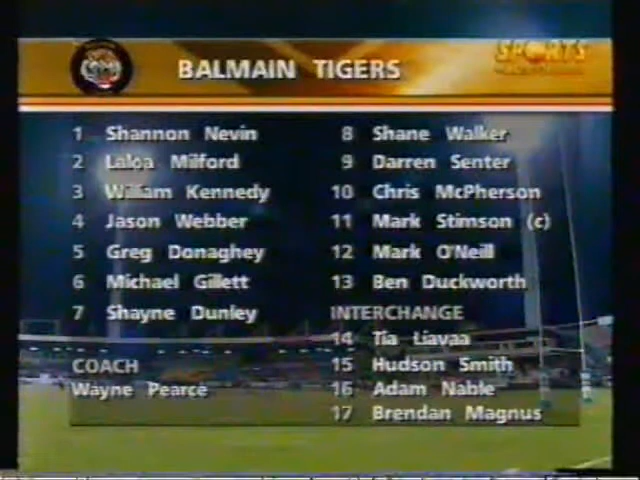 BALMAIN TIGERS
SPORTS
1 Shannon Nevin
2 Laloa Milford
3 William Kennedy
4 Jason Webber
5 Greg Donaghey
6 Michael Gillett
7 Shayne Dunley
COACH
Wayne Pearce
8 Shane Walker
9 Darren Senter
10 Chris McPherson
11 Mark Stimson (c)
12 Mark O'Neill
13 Ben Duckworth
INTERCHANGE
14 Tia Liavaa
15 Hudson Smith
16 Adam Nable
17 Brendan Magnus